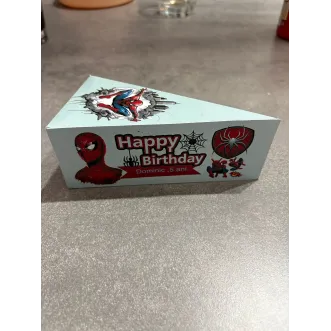 Happy
Birthday
Dominic ,5 ani